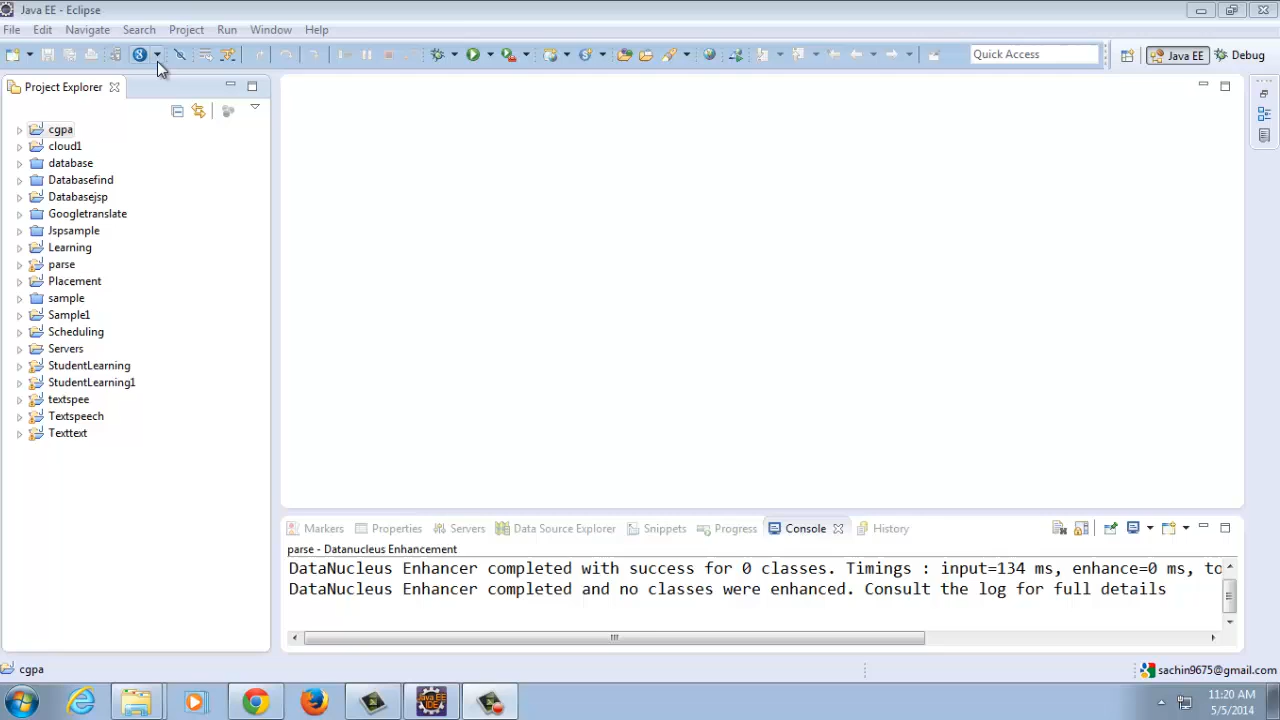 Java EE - Eclipse
File Edit Navigate Search Project Run Window Help
Quick Access Java EE Debug
Project Explorer
cgpa
cloud1
database
Databasefind
Databasejsp
Googletranslate
Jspsample
Learning
parse
Placement
sample
Sample1
Scheduling
Servers
StudentLearning
StudentLearning1
textspee
Textspeech
Texttext
Markers Properties Servers Data Source Explorer Snippets Progress Console History
parse - Datanucleus Enhancement
DataNucleus Enhancer completed with success for 0 classes. Timings : input=134 ms, enhance=0 ms, to
DataNucleus Enhancer completed and no classes were enhanced. Consult the log for full details
cgpa
sachin9675@gmail.com
11:20 AM
5/5/2014